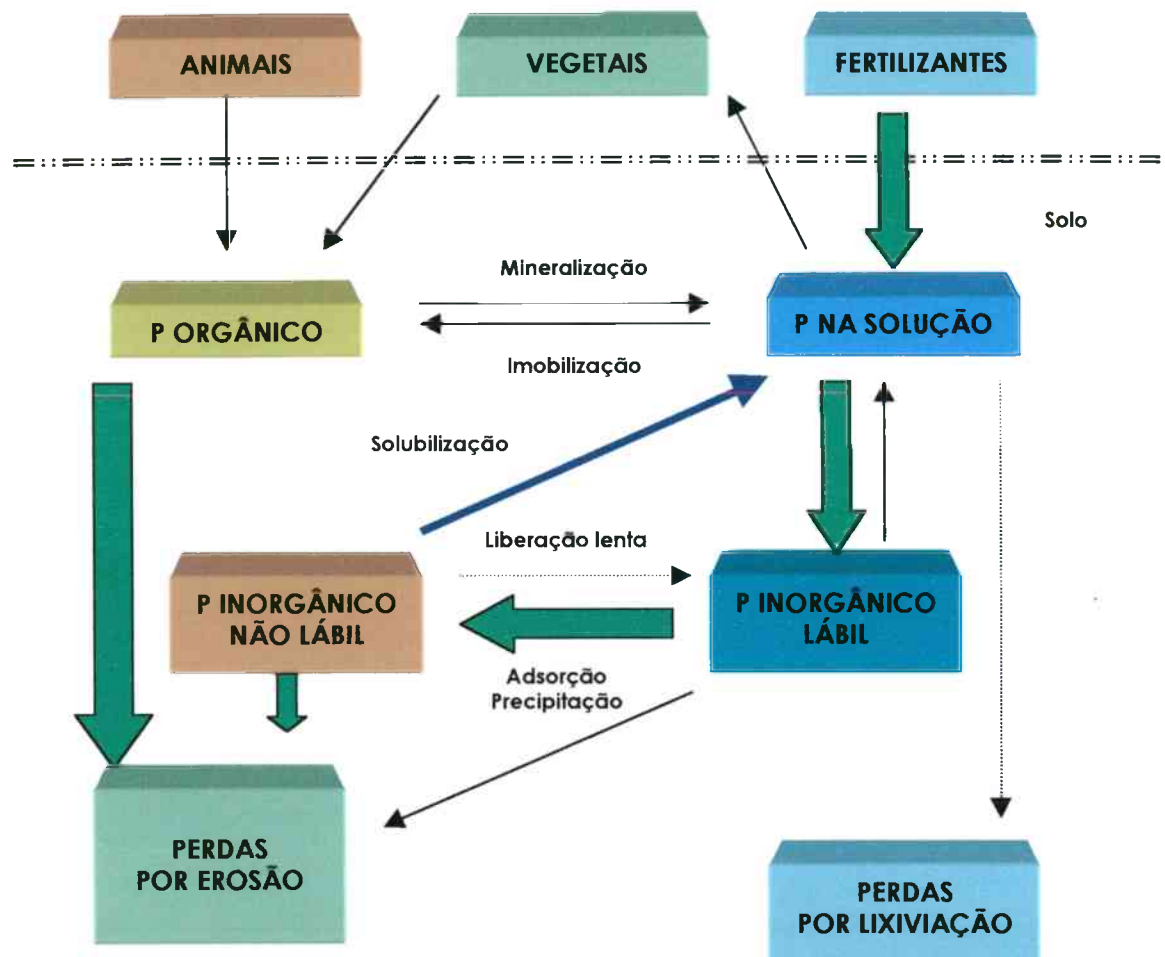 ANIMAIS
VEGETAIS
FERTILIZANTES
Solo
Mineralização
P ORGÂNICO
P NA SOLUÇÃO
Imobilização
Solubilização
Liberação lenta
P INORGÂNICO
NÃO LÁBIL
P INORGÂNICO
LÁBIL
Adsorção
Precipitação
PERDAS
POR EROSÃO
PERDAS
POR LIXIVIAÇÃO